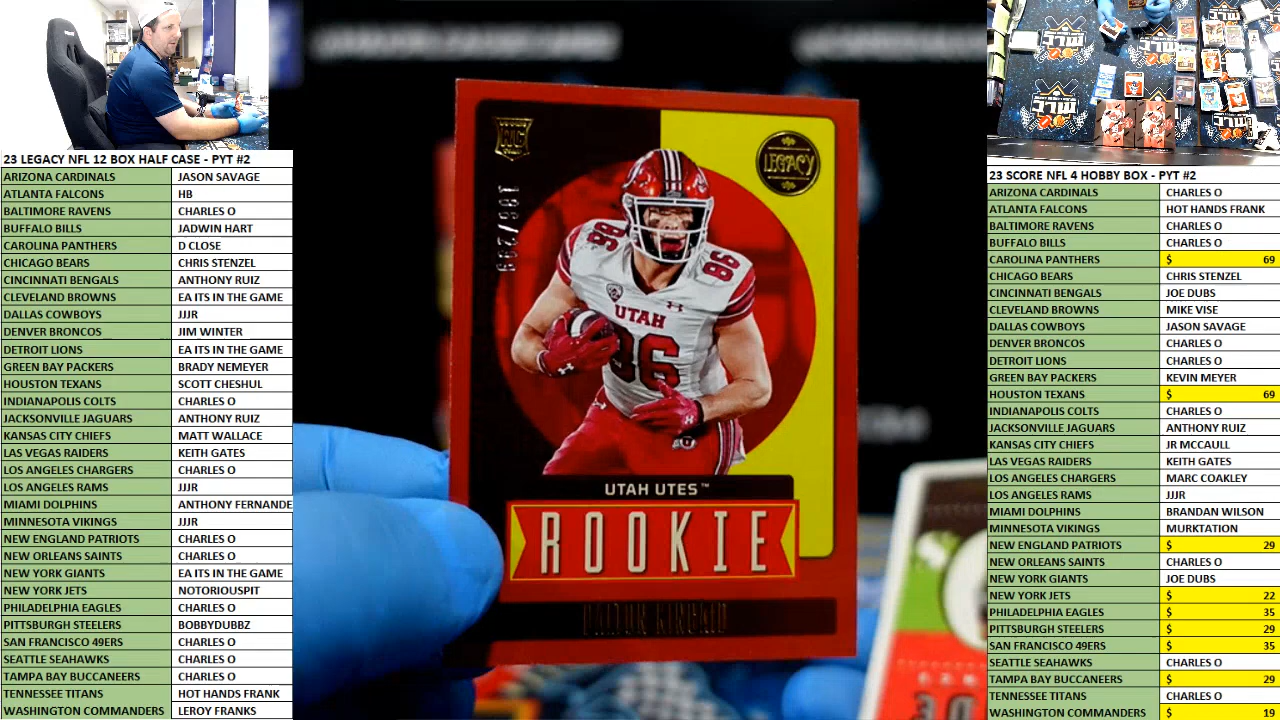 23 LEGACY NFL 12 BOX HALF CASE - PYT #2
ARIZONA CARDINALS JASON SAVAGE
ATLANTA FALCONS HB
BALTIMORE RAVENS CHARLES O
BUFFALO BILLS JADWIN HART
CAROLINA PANTHERS D CLOSE
CHICAGO BEARS CHRIS STENZEL
CINCINNATI BENGALS ANTHONY RUIZ
CLEVELAND BROWNS EA ITS IN THE GAME
DALLAS COWBOYS JJJR
DENVER BRONCOS JIM WINTER
DETROIT LIONS EA ITS IN THE GAME
GREEN BAY PACKERS BRADY NEMEYER
HOUSTON TEXANS SCOTT CHESHUL
INDIANAPOLIS COLTS CHARLES O
JACKSONVILLE JAGUARS ANTHONY RUIZ
KANSAS CITY CHIEFS MATT WALLACE
LAS VEGAS RAIDERS KEITH GATES
LOS ANGELES CHARGERS CHARLES O
LOS ANGELES RAMS JJJR
MIAMI DOLPHINS ANTHONY FERNANDE
MINNESOTA VIKINGS JJJR
NEW ENGLAND PATRIOTS CHARLES O
NEW ORLEANS SAINTS CHARLES O
NEW YORK GIANTS EA ITS IN THE GAME
NEW YORK JETS NOTORIOUSPIT
PHILADELPHIA EAGLES CHARLES O
PITTSBURGH STEELERS BOBBYDUBBZ
SAN FRANCISCO 49ERS CHARLES O
SEATTLE SEAHAWKS CHARLES O
TAMPA BAY BUCCANEERS CHARLES O
TENNESSEE TITANS HOT HANDS FRANK
WASHINGTON COMMANDERS LEROY FRANKS
LEGACY
86
86
UTAH
86
UTAH UTES™
ROOKIE
DALTON KINCAID
23 SCORE NFL 4 HOBBY BOX - PYT #2
ARIZONA CARDINALS CHARLES O
ATLANTA FALCONS HOT HANDS FRANK
BALTIMORE RAVENS CHARLES O
BUFFALO BILLS CHARLES O
CAROLINA PANTHERS $ 69
CHICAGO BEARS CHRIS STENZEL
CINCINNATI BENGALS JOE DUBS
CLEVELAND BROWNS MIKE VISE
DALLAS COWBOYS JASON SAVAGE
DENVER BRONCOS CHARLES O
DETROIT LIONS CHARLES O
GREEN BAY PACKERS KEVIN MEYER
HOUSTON TEXANS $ 69
INDIANAPOLIS COLTS CHARLES O
JACKSONVILLE JAGUARS ANTHONY RUIZ
KANSAS CITY CHIEFS JR MCCAULL
LAS VEGAS RAIDERS KEITH GATES
LOS ANGELES CHARGERS MARC COAKLEY
LOS ANGELES RAMS JJJR
MIAMI DOLPHINS BRANDAN WILSON
MINNESOTA VIKINGS MURKTATION
NEW ENGLAND PATRIOTS $ 29
NEW ORLEANS SAINTS CHARLES O
NEW YORK GIANTS JOE DUBS
NEW YORK JETS $ 22
PHILADELPHIA EAGLES $ 35
PITTSBURGH STEELERS $ 29
SAN FRANCISCO 49ERS $ 35
SEATTLE SEAHAWKS CHARLES O
TAMPA BAY BUCCANEERS $ 29
TENNESSEE TITANS CHARLES O
WASHINGTON COMMANDERS $ 19